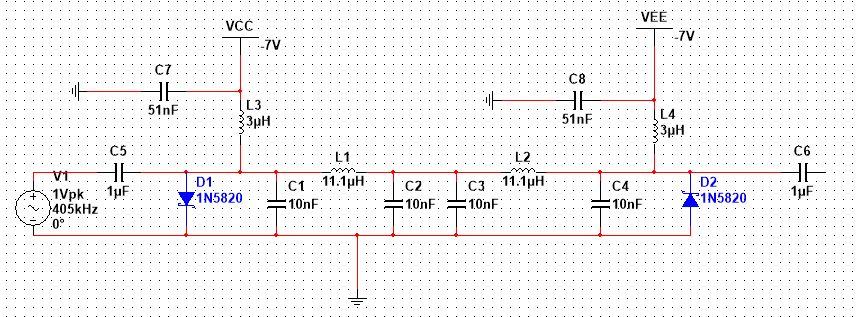 VCC
-7V
VEE
-7V
C7
51nF
C8
51nF
L3
3µH
L4
3µH
V1
1Vpk
405kHz
0°
C5
1µF
D1
1N5820
C1
10nF
L1
11.1µH
C2
10nF
C3
10nF
L2
11.1µH
C4
10nF
D2
1N5820
C6
1µF